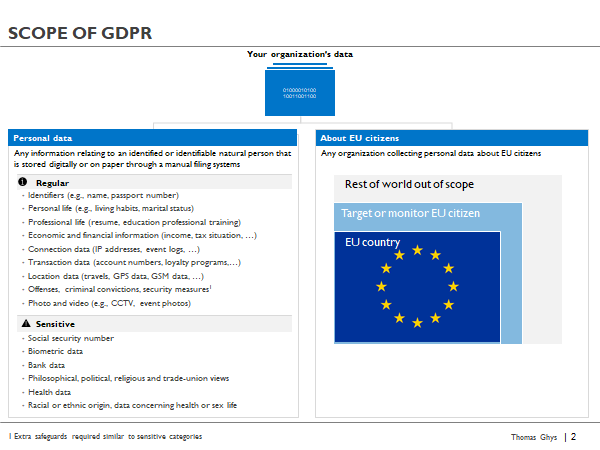 SCOPE OF GDPR
Your organization's data
01000010100
10011001100
Personal data
Any information relating to an identified or identifiable natural person that
is stored digitally or on paper through a manual filing systems
1 Regular
- Identifiers (e.g., name, passport number)
- Personal life (e.g., living habits, marital status)
- Professional life (resume, education professional training)
- Economic and financial information (income, tax situation, …)
- Connection data (IP addresses, event logs, …)
- Transaction data (account numbers, loyalty programs,…)
- Location data (travels, GPS data, GSM data, …)
- Offenses, criminal convictions, security measures¹
- Photo and video (e.g., CCTV, event photos)
Sensitive
- Social security number
- Biometric data
- Bank data
- Philosophical, political, religious and trade-union views
- Health data
- Racial or ethnic origin, data concerning health or sex life
About EU citizens
Any organization collecting personal data about EU citizens
Rest of world out of scope
Target or monitor EU citizen
EU country
1 Extra safeguards required similar to sensitive categories
Thomas Ghys | 2